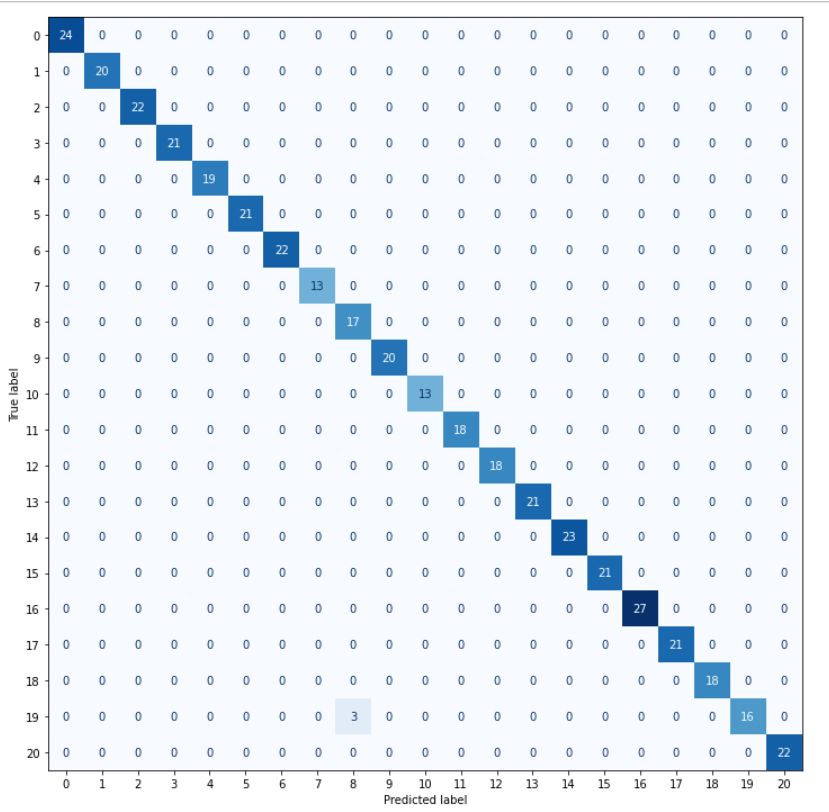 0 24 0 0 0 0 0 0 0 0 0 0 0 0 0 0 0 0 0 0 0 0
1 0 20 0 0 0 0 0 0 0 0 0 0 0 0 0 0 0 0 0 0 0
2 0 0 22 0 0 0 0 0 0 0 0 0 0 0 0 0 0 0 0 0 0
3 0 0 0 21 0 0 0 0 0 0 0 0 0 0 0 0 0 0 0 0 0
4 0 0 0 0 19 0 0 0 0 0 0 0 0 0 0 0 0 0 0 0 0
5 0 0 0 0 0 21 0 0 0 0 0 0 0 0 0 0 0 0 0 0 0
6 0 0 0 0 0 0 22 0 0 0 0 0 0 0 0 0 0 0 0 0 0
7 0 0 0 0 0 0 0 13 0 0 0 0 0 0 0 0 0 0 0 0 0
8 0 0 0 0 0 0 0 0 17 0 0 0 0 0 0 0 0 0 0 0 0
9 0 0 0 0 0 0 0 0 0 20 0 0 0 0 0 0 0 0 0 0 0
True label
10 0 0 0 0 0 0 0 0 0 0 13 0 0 0 0 0 0 0 0 0 0
11 0 0 0 0 0 0 0 0 0 0 0 18 0 0 0 0 0 0 0 0 0
12 0 0 0 0 0 0 0 0 0 0 0 0 18 0 0 0 0 0 0 0 0
13 0 0 0 0 0 0 0 0 0 0 0 0 0 21 0 0 0 0 0 0 0
14 0 0 0 0 0 0 0 0 0 0 0 0 0 0 23 0 0 0 0 0 0
15 0 0 0 0 0 0 0 0 0 0 0 0 0 0 0 21 0 0 0 0 0
16 0 0 0 0 0 0 0 0 0 0 0 0 0 0 0 0 27 0 0 0 0
17 0 0 0 0 0 0 0 0 0 0 0 0 0 0 0 0 0 21 0 0 0
18 0 0 0 0 0 0 0 0 0 0 0 0 0 0 0 0 0 0 18 0 0
19 0 0 0 0 0 0 0 0 3 0 0 0 0 0 0 0 0 0 0 16 0
20 0 0 0 0 0 0 0 0 0 0 0 0 0 0 0 0 0 0 0 0 22
0 1 2 3 4 5 6 7 8 9 10 11 12 13 14 15 16 17 18 19 20
Predicted label